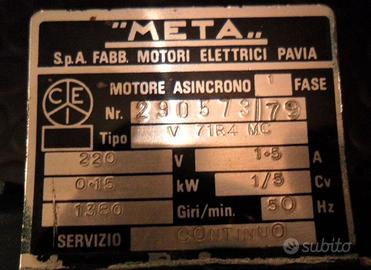 "META„
S.p.A. FABB. MOTORI ELETTRICI PAVIA
MOTORE ASINCRONO 1 FASE
CEI
Nr. 290573/79
Tipo V 71R4 MC
220 V 1·5 A
0·15 kW 1/5 Cv
1380 Giri/min. 50 Hz
SERVIZIO CONTINUO
subito